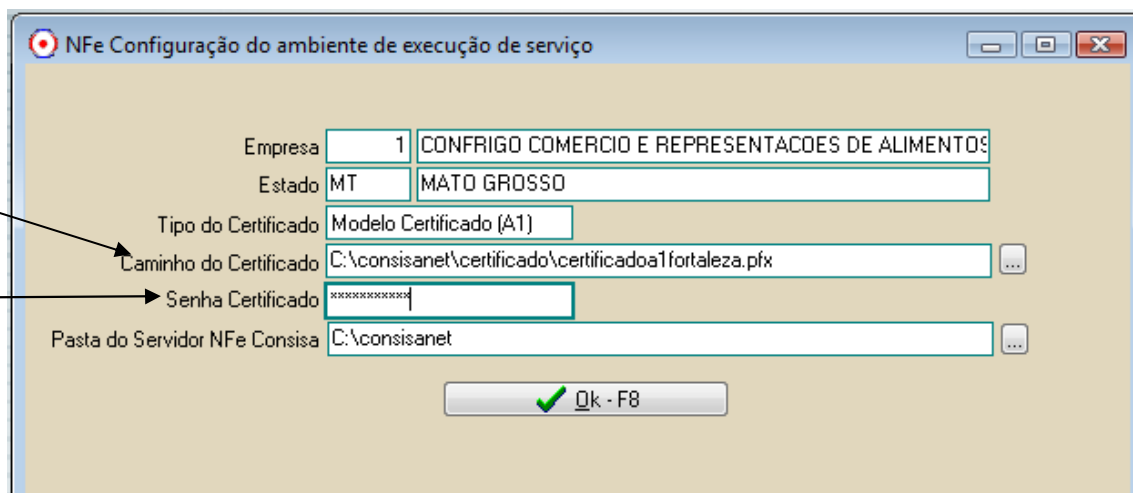 NFe Configuração do ambiente de execução de serviço
Empresa 1 CONFRIGO COMERCIO E REPRESENTACOES DE ALIMENTOS
Estado MT MATO GROSSO
Tipo do Certificado Modelo Certificado (A1)
Caminho do Certificado C:\consisanet\certificado\certificadoa1fortaleza.pfx ...
Senha Certificado ***********
Pasta do Servidor NFe Consisa C:\consisanet ...
Ok - F8